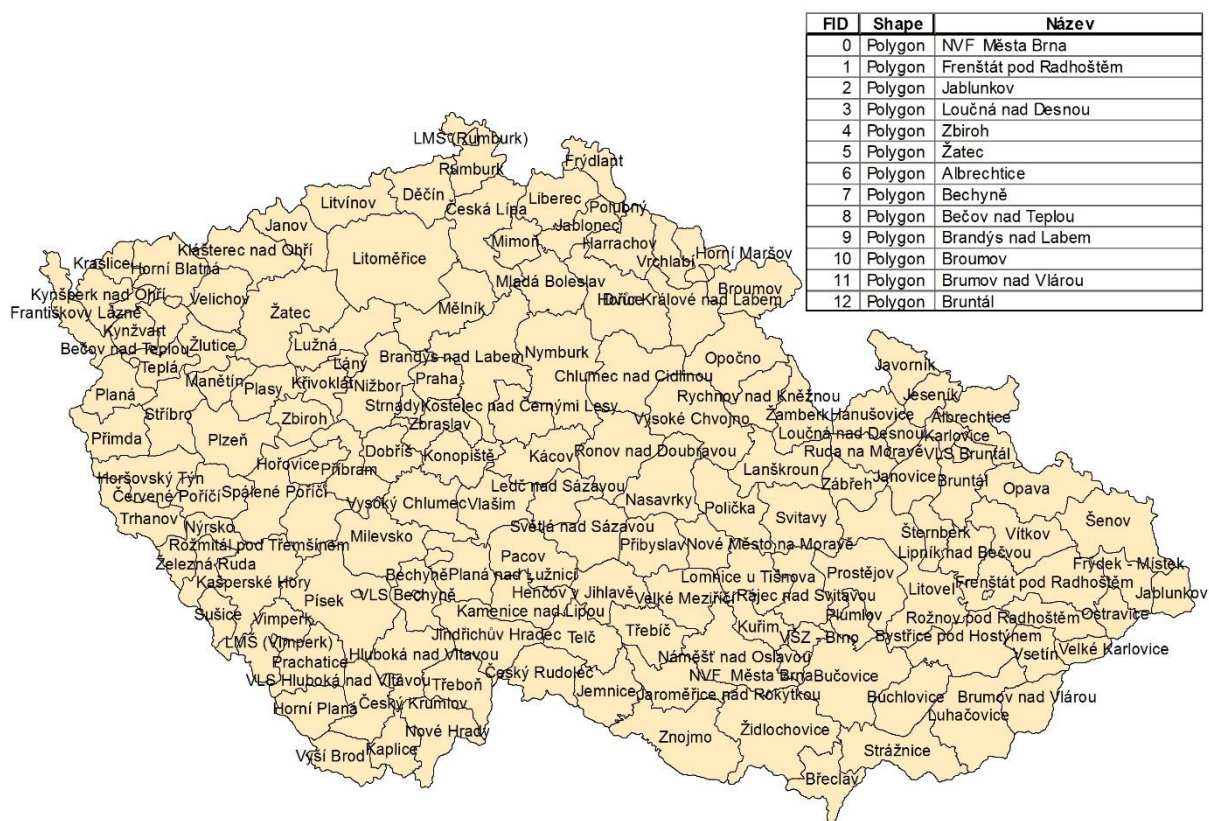 FID Shape Název
0 Polygon NVF Města Brna
1 Polygon Frenštát pod Radhoštěm
2 Polygon Jablunkov
3 Polygon Loučná nad Desnou
4 Polygon Zbiroh
5 Polygon Žatec
6 Polygon Albrechtice
7 Polygon Bechyně
8 Polygon Bečov nad Teplou
9 Polygon Brandýs nad Labem
10 Polygon Broumov
11 Polygon Brumov nad Vlárou
12 Polygon Bruntál
LMS (Rumburk)
Rumburk
Frýdlant
Děčín
Liberec
Litvínov
Česká Lípa
Polubný
Janov
Jablonec
Mimoň
Harrachov
Klášterec nad Ohří
Litoměřice
Vrchlabí
Horní Maršov
Kraslice
Horní Blatná
Mladá Boleslav
Broumov
Kynšperk nad Ohří
Velichov
Dvůr Králové nad Labem
Františkovy Lázně
Žatec
Mělník
Kynžvart
Lužná
Bečov nad Teplou
Žlutice
Brandýs nad Labem
Nymburk
Opočno
Teplá
Lány
Javorník
Planá
Manětín
Plasy
Křivoklát
Nižbor
Praha
Chlumec nad Cidlinou
Rychnov nad Kněžnou
Jeseník
Stříbro
Zbiroh
Strnady
Kostelec nad Černými Lesy
Vysoké Chvojno
Žamberk
Hanušovice
Albrechtice
Zbraslav
Přimda
Plzeň
Loučná nad Desnou
Karlovice
Dobříš
Konopiště
Kácov
Ronov nad Doubravou
Ruda na Moravě
VLS Bruntál
Hořovice
Příbram
Lanškroun
Horšovský Týn
Zábřeh
Janovice
Bruntál
Červené Poříčí
Spálené Poříčí
Ledč nad Sázavou
Opava
Trhanov
Vysoký Chlumec
Vlašim
Nasavrky
Polička
Svitavy
Šenov
Nýrsko
Milevsko
Světlá nad Sázavou
Šternberk
Vítkov
Rožmitál pod Třemšínem
Přibyslav
Nové Město na Moravě
Lipník nad Bečvou
Železná Ruda
Pacov
Frýdek - Místek
Kašperské Hory
Bechyně
Planá nad Lužnicí
Lomnice u Tišnova
Prostějov
Frenštát pod Radhoštěm
Písek
VLS Bechyně
Henčov v Jihlavě
Velké Meziříčí
Rájec nad Svitavou
Litovel
Jablunkov
Sušice
Vimperk
Kamenice nad Lipou
Plumlov
Rožnov pod Radhoštěm
Ostravice
LMŠ (Vimperk)
Jindřichův Hradec
Telč
Třebíč
Kuřim
VŠZ - Brno
Bystřice pod Hostýnem
Velké Karlovice
Prachatice
Hluboká nad Vltavou
Náměšť nad Oslavou
Vsetín
VLS Hluboká nad Vltavou
Třeboň
Český Rudolec
NVF Města Brna
Bučovice
Horní Planá
Český Krumlov
Jemnice
Jaroměřice nad Rokytkou
Buchlovice
Brumov nad Vlárou
Nové Hrady
Luhačovice
Vyší Brod
Kaplice
Znojmo
Židlochovice
Strážnice
Břeclav